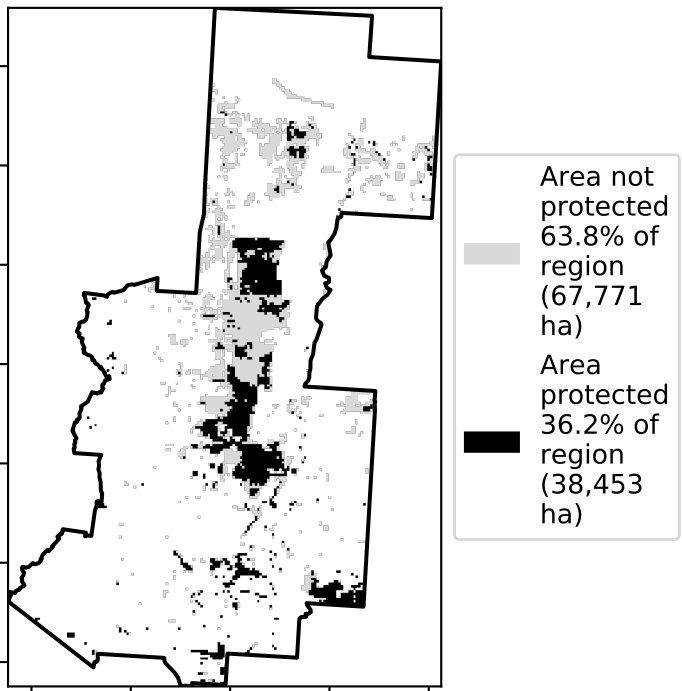 Area not
protected
63.8% of
region
(67,771
ha)
Area
protected
36.2% of
region
(38,453
ha)